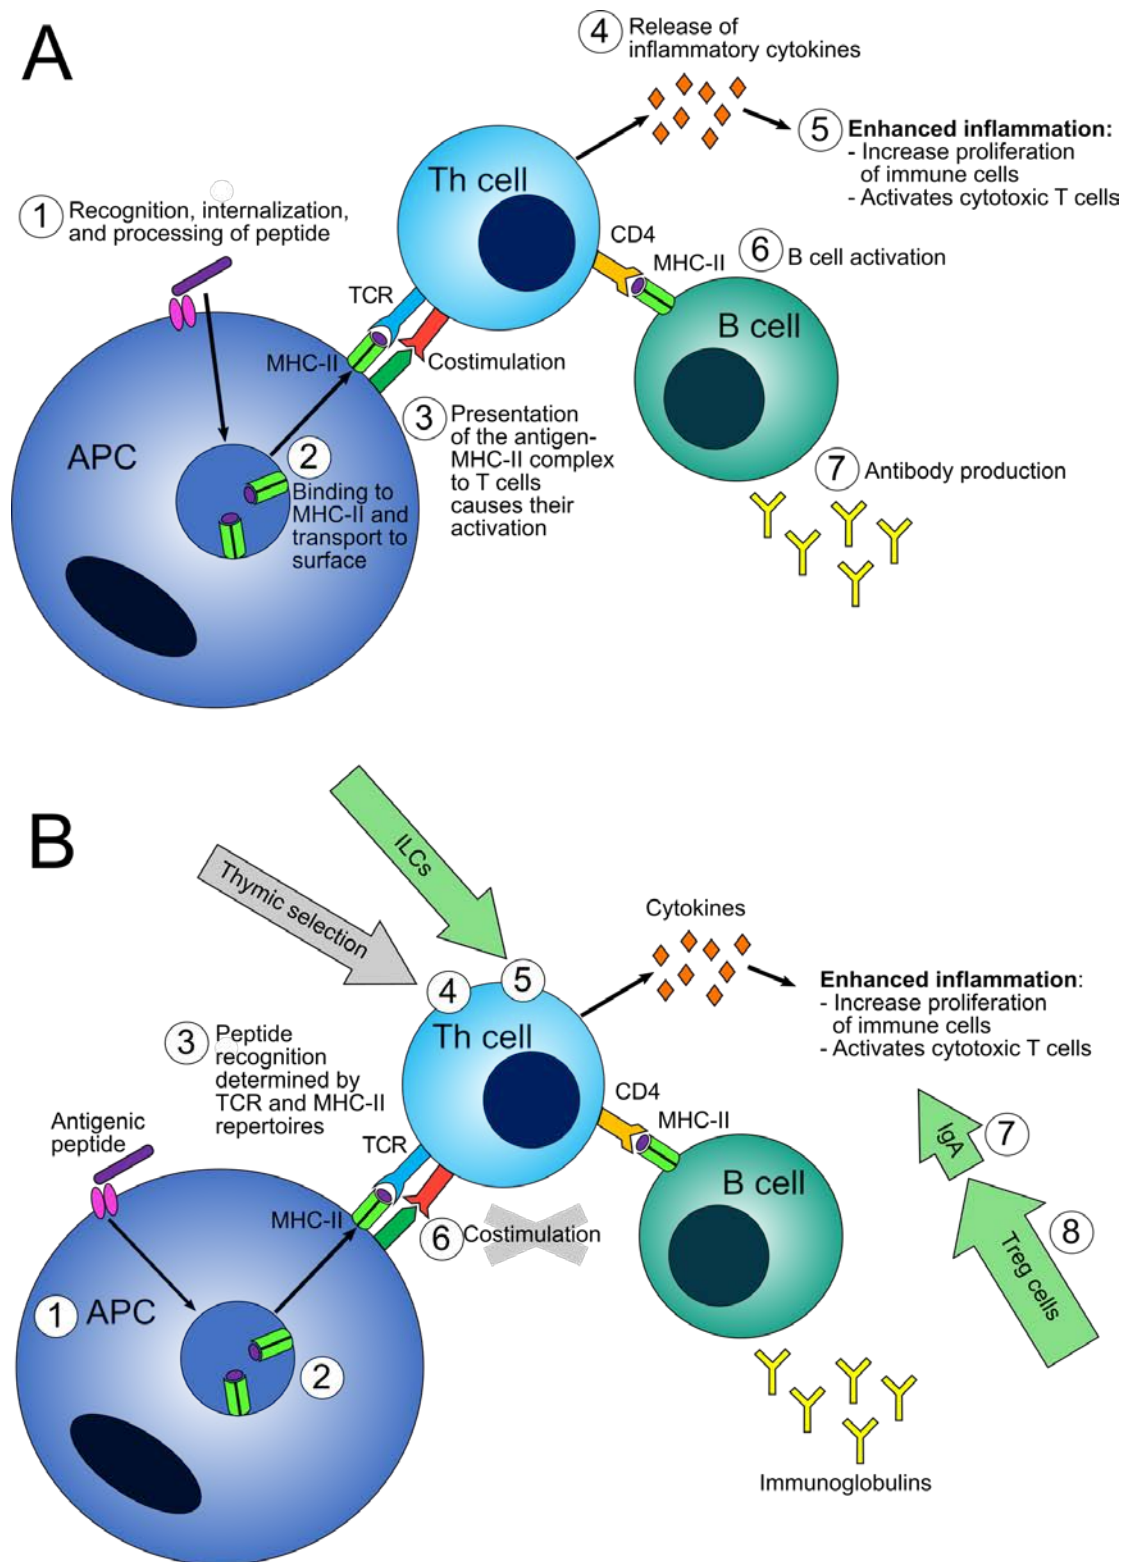 A
4 Release of
inflammatory cytokines
5 Enhanced inflammation:
- Increase proliferation
of immune cells
- Activates cytotoxic T cells
Th cell
1 Recognition, internalization,
and processing of peptide
CD4
MHC-II
6 B cell activation
TCR
B cell
MHC-II
Costimulation
3 Presentation
of the antigen-
MHC-II complex
to T cells
causes their
activation
APC
2
Binding to
MHC-II and
transport to
surface
7 Antibody production
B
ILCs
Thymic selection
Cytokines
4
5
Enhanced inflammation:
- Increase proliferation
of immune cells
- Activates cytotoxic T cells
Th cell
3 Peptide
recognition
determined by
TCR and MHC-II
repertoires
CD4
MHC-II
Antigenic
peptide
TCR
IgA
7
B cell
MHC-II
6 Costimulation
Treg cells
8
1 APC
2
Immunoglobulins